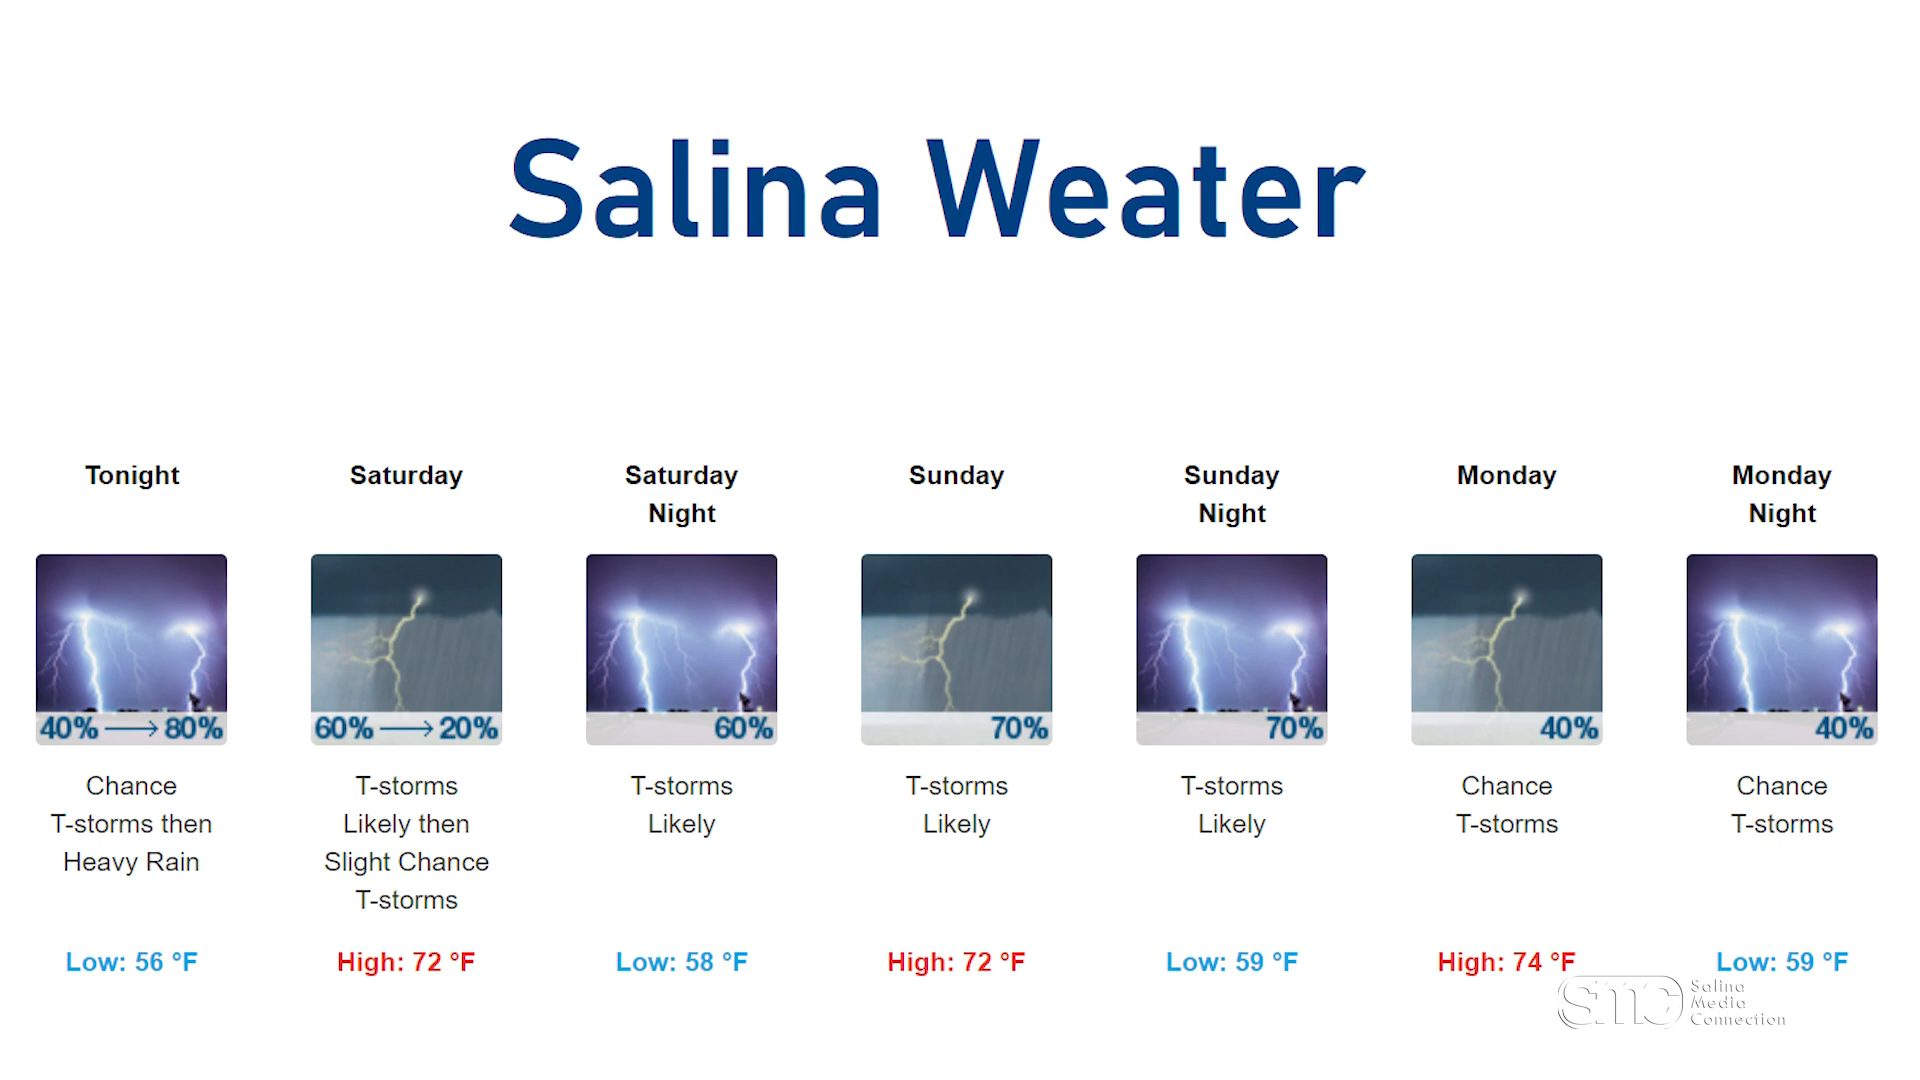 Salina Weater
Tonight
Saturday
Saturday
Night
Sunday
Sunday
Night
Monday
Monday
Night
40% → 80%
60% → 20%
60%
70%
70%
40%
40%
Chance
T-storms then
Heavy Rain
T-storms
Likely then
Slight Chance
T-storms
T-storms
Likely
T-storms
Likely
T-storms
Likely
Chance
T-storms
Chance
T-storms
Low: 56 °F
High: 72 °F
Low: 58 °F
High: 72 °F
Low: 59 °F
High: 74 °F
Low: 59 °F
smc
Salina
Media
Connection